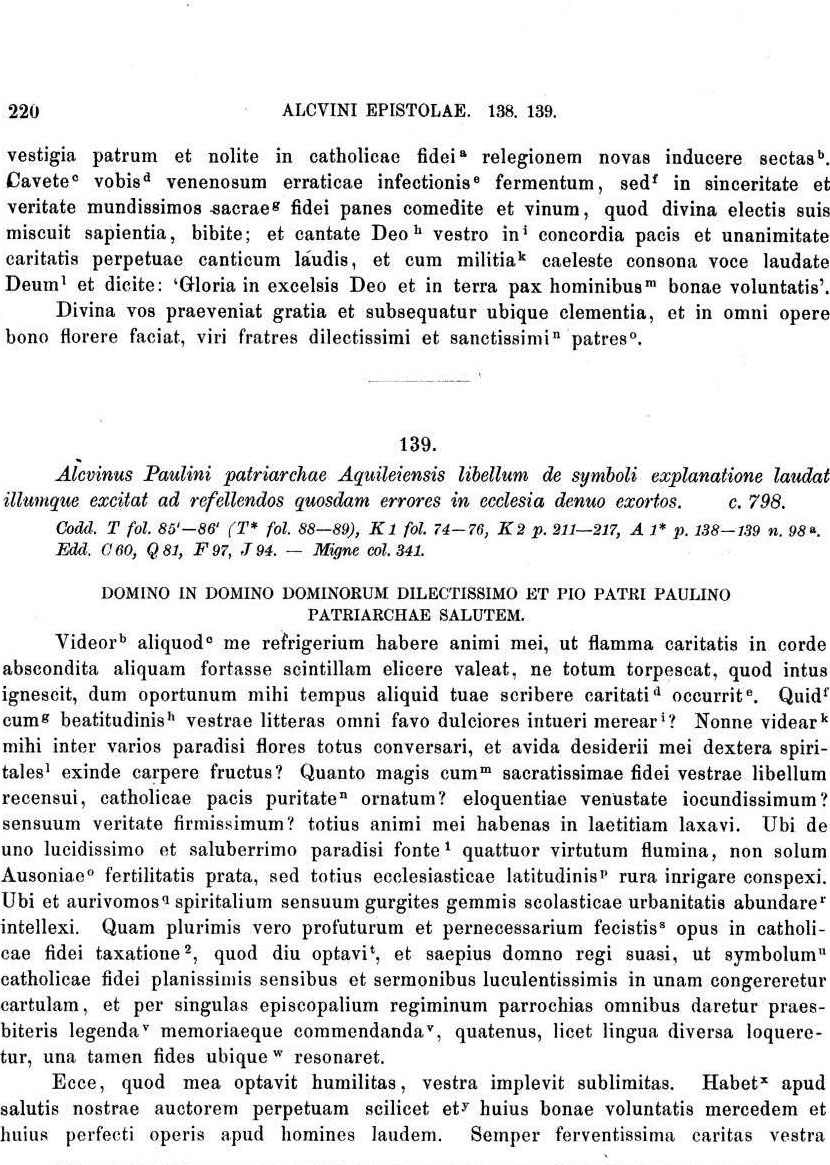 220 ALCVINI EPISTOLAE. 138. 139.
vestigia patrum et nolite in catholicae fidei a relegionem novas inducere sectas b.
Cavete c vobis d venenosum erraticae infectionis e fermentum, sed f in sinceritate et
veritate mundissimos sacrae g fidei panes comedite et vinum, quod divina electis suis
miscuit sapientia, bibite; et cantate Deo h vestro in i concordia pacis et unanimitate
caritatis perpetuae canticum laudis, et cum militia k caeleste consona voce laudate
Deum l et dicite: ‘Gloria in excelsis Deo et in terra pax hominibus m bonae voluntatis’.
Divina vos praeveniat gratia et subsequatur ubique clementia, et in omni opere
bono florere faciat, viri fratres dilectissimi et sanctissimi n patres o.
139.
Alcvinus Paulini patriarchae Aquileiensis libellum de symboli explanatione laudat
illumque excitat ad refellendos quosdam errores in ecclesia denuo exortos. c. 798.
Codd. T fol. 85'—86' (T* fol. 88—89), K 1 fol. 74—76, K 2 p. 211—217, A 1* p. 138—139 n. 98 a.
Edd. C 60, Q 81, F 97, J 94. — Migne col. 341.
DOMINO IN DOMINO DOMINORUM DILECTISSIMO ET PIO PATRI PAULINO
PATRIARCHAE SALUTEM.
Videor b aliquod c me refrigerium habere animi mei, ut flamma caritatis in corde
abscondita aliquam fortasse scintillam elicere valeat, ne totum torpescat, quod intus
ignescit, dum oportunum mihi tempus aliquid tuae scribere caritati d occurrit e. Quid f
cum g beatitudinis h vestrae litteras omni favo dulciores intueri merear i? Nonne videar k
mihi inter varios paradisi flores totus conversari, et avida desiderii mei dextera spiri-
tales l exinde carpere fructus? Quanto magis cum m sacratissimae fidei vestrae libellum
recensui, catholicae pacis puritate n ornatum? eloquentiae venustate iocundissimum?
sensuum veritate firmissimum? totius animi mei habenas in laetitiam laxavi. Ubi de
uno lucidissimo et saluberrimo paradisi fonte 1 quattuor virtutum flumina, non solum
Ausoniae o fertilitatis prata, sed totius ecclesiasticae latitudinis p rura inrigare conspexi.
Ubi et aurivomos q spiritalium sensuum gurgites gemmis scolasticae urbanitatis abundare r
intellexi. Quam plurimis vero profuturum et pernecessarium fecistis s opus in catholi-
cae fidei taxatione 2, quod diu optavi t, et saepius domno regi suasi, ut symbolum u
catholicae fidei planissimis sensibus et sermonibus luculentissimis in unam congereretur
cartulam, et per singulas episcopalium regiminum parrochias omnibus daretur praes-
biteris legenda v memoriaeque commendanda v, quatenus, licet lingua diversa loquere-
tur, una tamen fides ubique w resonaret.
Ecce, quod mea optavit humilitas, vestra implevit sublimitas. Habet x apud
salutis nostrae auctorem perpetuam scilicet et y huius bonae voluntatis mercedem et
huius perfecti operis apud homines laudem. Semper ferventissima caritas vestra